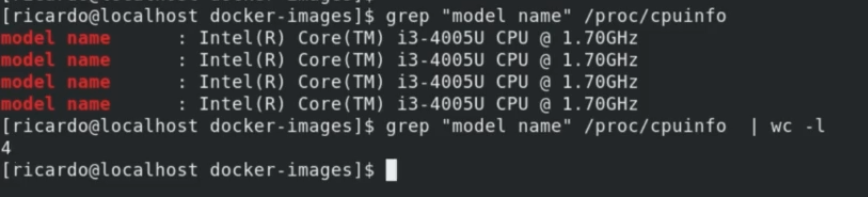 [ricardo@localhost docker-images]$ grep "model name" /proc/cpuinfo
model name      : Intel(R) Core(TM) i3-4005U CPU @ 1.70GHz
model name      : Intel(R) Core(TM) i3-4005U CPU @ 1.70GHz
model name      : Intel(R) Core(TM) i3-4005U CPU @ 1.70GHz
model name      : Intel(R) Core(TM) i3-4005U CPU @ 1.70GHz
[ricardo@localhost docker-images]$ grep "model name" /proc/cpuinfo  | wc -l
4
[ricardo@localhost docker-images]$